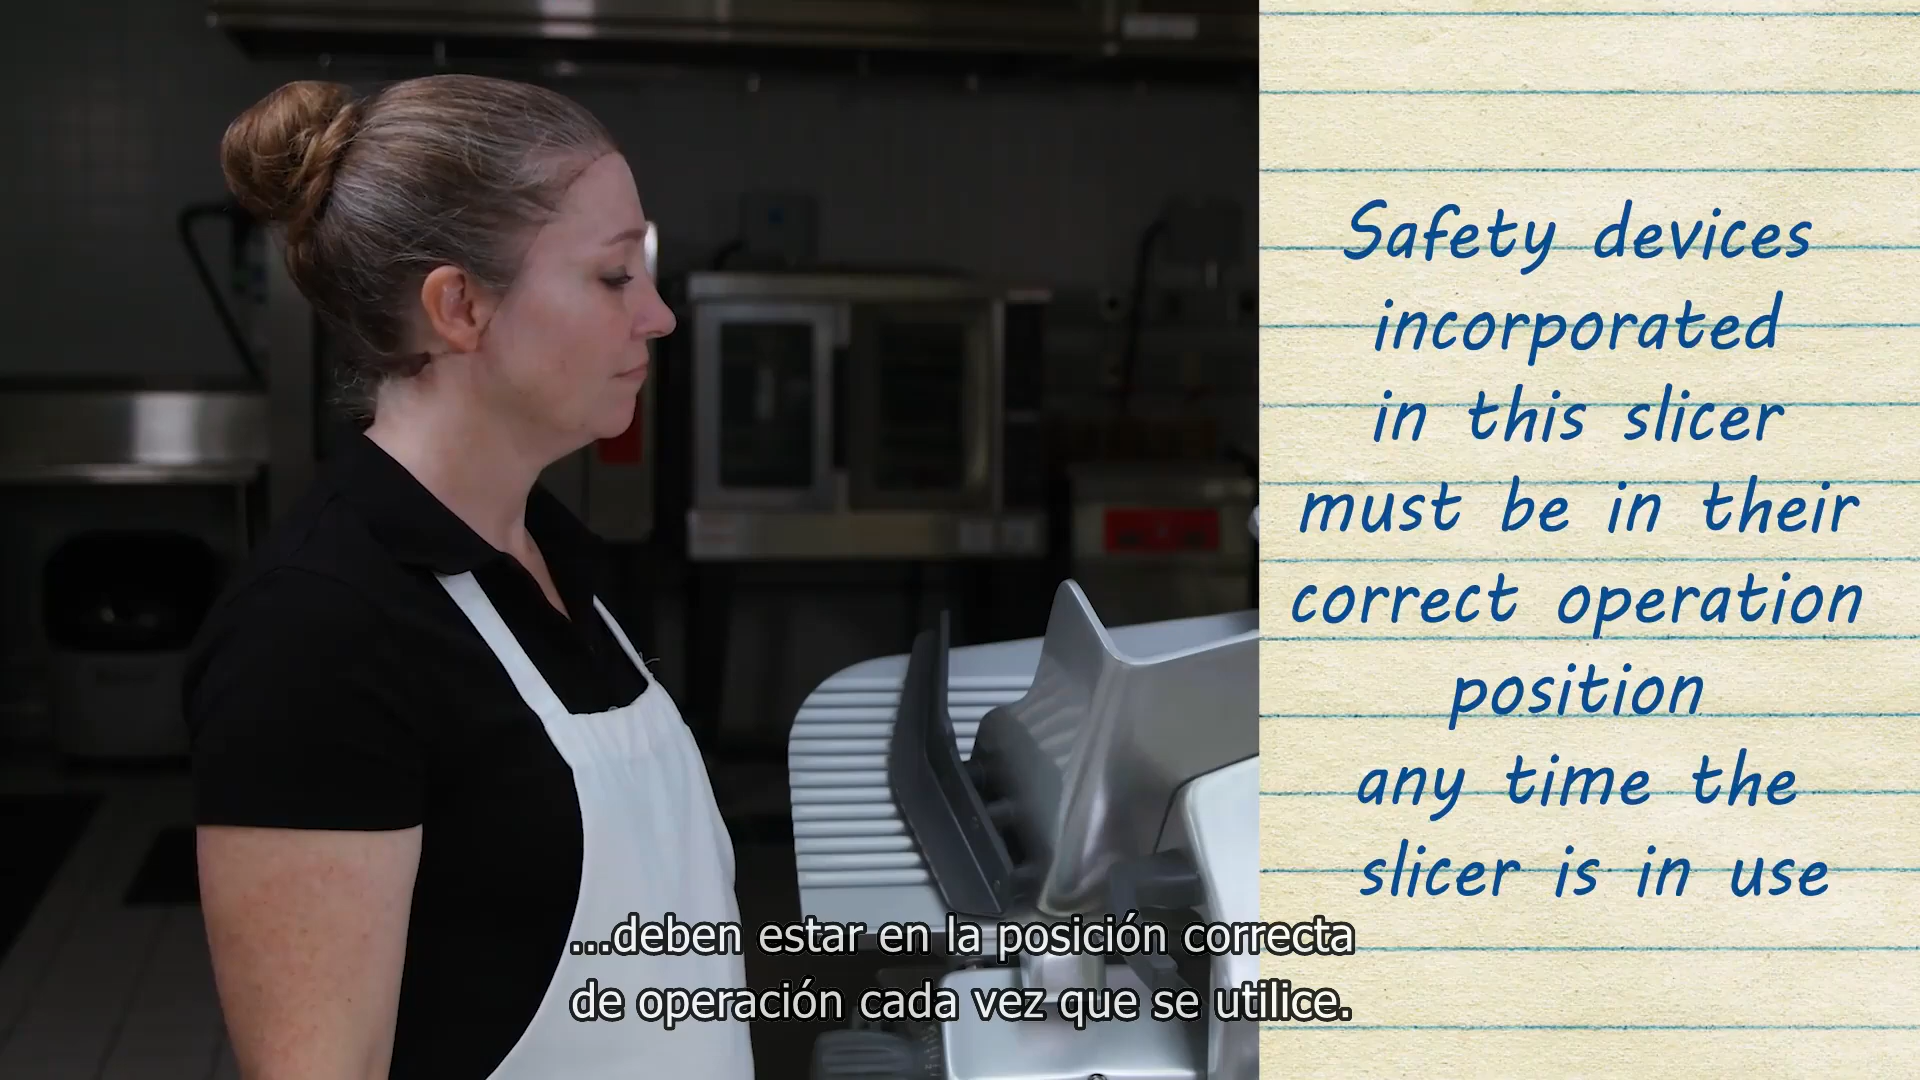 Safety devices
incorporated
in this slicer
must be in their
correct operation
position
any time the
slicer is in use
...deben estar en la posición correcta
de operación cada vez que se utilice.